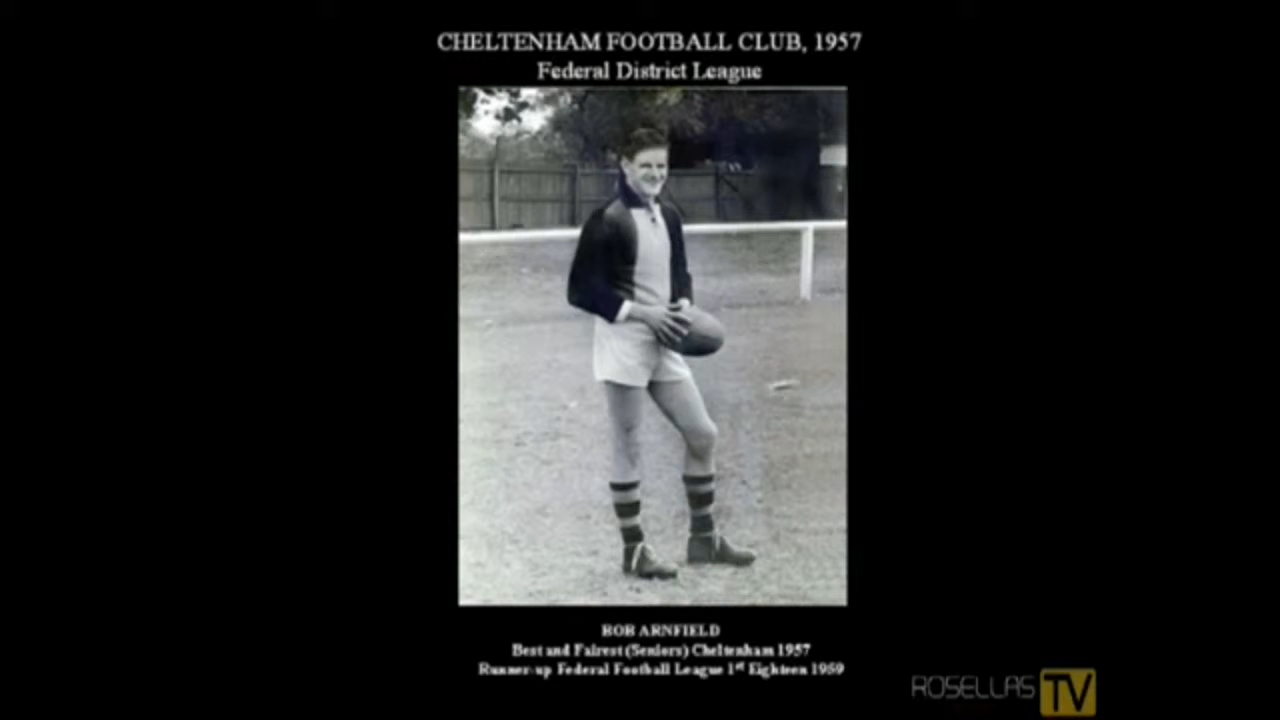 CHELTENHAM FOOTBALL CLUB, 1957
Federal District League
BOB ARNFIELD
Best and Fairest (Seniors) Cheltenham 1957
Runner-up Federal Football League 1st Eighteen 1959
ROSELLAS TV